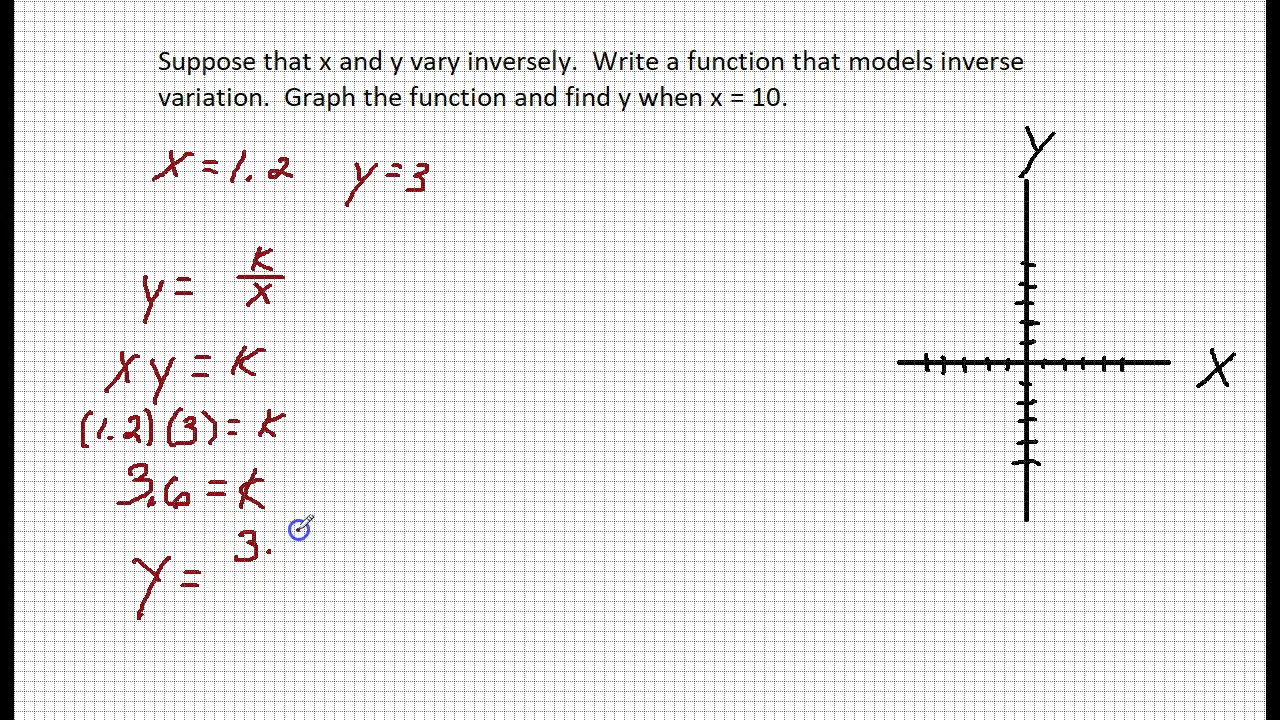 Suppose that x and y vary inversely. Write a function that models inverse
variation. Graph the function and find y when x = 10.
x = 1.2 y = 3
y = k/x
xy = k
(1.2)(3) = k
3.6 = k
y = 3.
Y
X